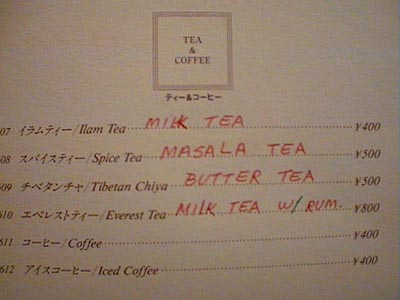 TEA
&
COFFEE
ティー&コーヒー
607 イラムティー/Ilam Tea MILK TEA ¥400
608 スパイスティー/Spice Tea MASALA TEA ¥500
609 チベタンチャ/Tibetan Chiya BUTTER TEA ¥500
610 エベレストティー/Everest Tea MILK TEA W/ RUM. ¥800
611 コーヒー/Coffee ¥400
612 アイスコーヒー/Iced Coffee ¥400